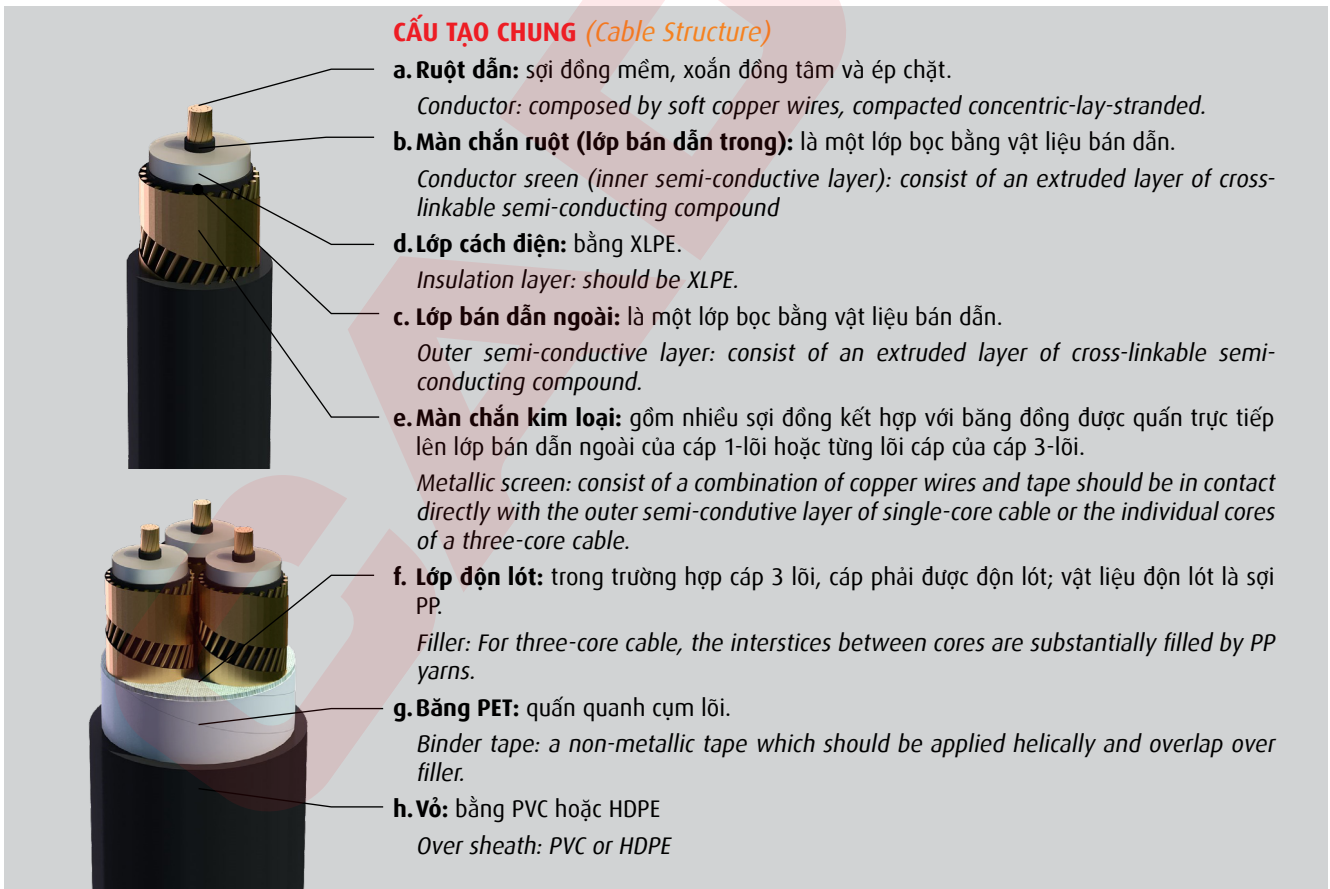 CẤU TẠO CHUNG (Cable Structure)
a. Ruột dẫn: sợi đồng mềm, xoắn đồng tâm và ép chặt.
Conductor: composed by soft copper wires, compacted concentric-lay-stranded.
b. Màn chắn ruột (lớp bán dẫn trong): là một lớp bọc bằng vật liệu bán dẫn.
Conductor sreen (inner semi-conductive layer): consist of an extruded layer of cross-
linkable semi-conducting compound
d. Lớp cách điện: bằng XLPE.
Insulation layer: should be XLPE.
c. Lớp bán dẫn ngoài: là một lớp bọc bằng vật liệu bán dẫn.
Outer semi-conductive layer: consist of an extruded layer of cross-linkable semi-
conducting compound.
e. Màn chắn kim loại: gồm nhiều sợi đồng kết hợp với băng đồng được quấn trực tiếp
lên lớp bán dẫn ngoài của cáp 1-lõi hoặc từng lõi cáp của cáp 3-lõi.
Metallic screen: consist of a combination of copper wires and tape should be in contact
directly with the outer semi-condutive layer of single-core cable or the individual cores
of a three-core cable.
f. Lớp độn lót: trong trường hợp cáp 3 lõi, cáp phải được độn lót; vật liệu độn lót là sợi
PP.
Filler: For three-core cable, the interstices between cores are substantially filled by PP
yarns.
g. Băng PET: quấn quanh cụm lõi.
Binder tape: a non-metallic tape which should be applied helically and overlap over
filler.
h. Vỏ: bằng PVC hoặc HDPE
Over sheath: PVC or HDPE